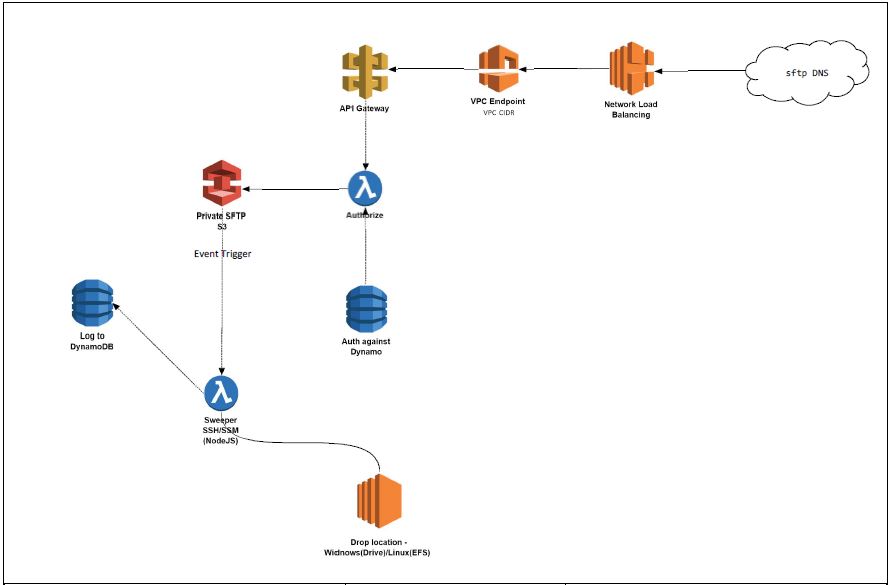 sftp DNS
Network Load
Balancing
VPC Endpoint
VPC CIDR
API Gateway
Authorize
Private SFTP
S3
Event Trigger
Auth against
Dynamo
Log to
DynamoDB
Sweeper
SSH/SSM
(NodeJS)
Drop location -
Widnows(Drive)/Linux(EFS)